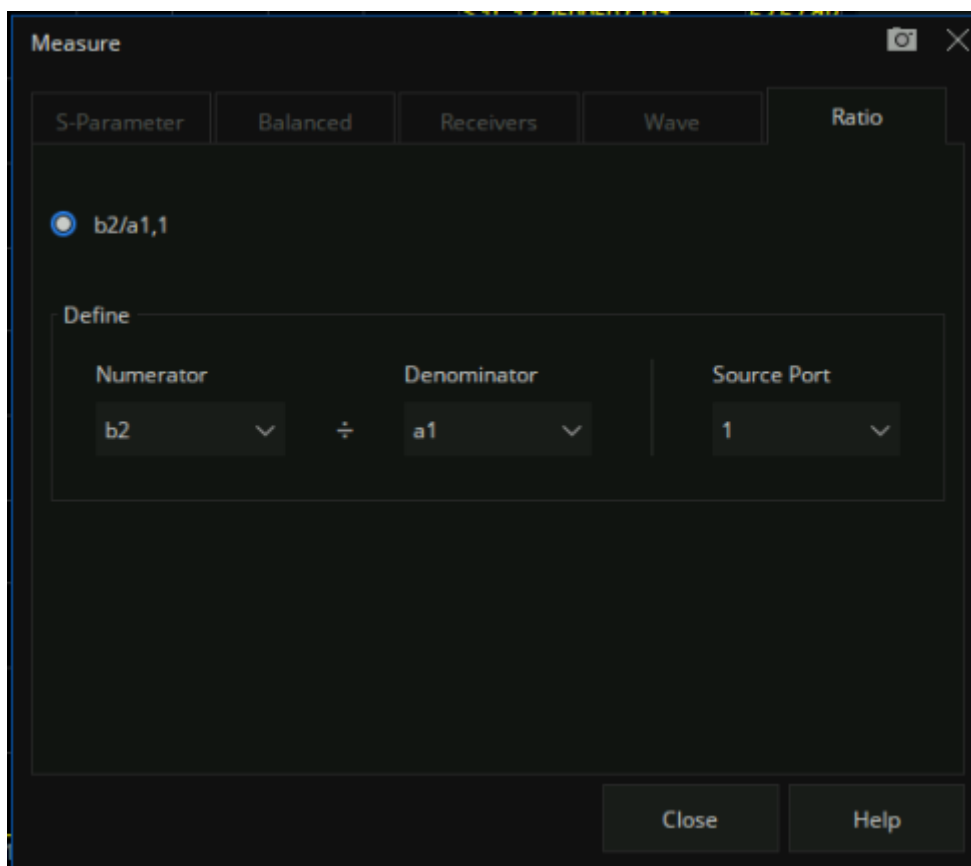 Measure
S-Parameter Balanced Receivers Wave Ratio
b2/a1,1
Define
Numerator Denominator Source Port
b2 ÷ a1 1
Close Help